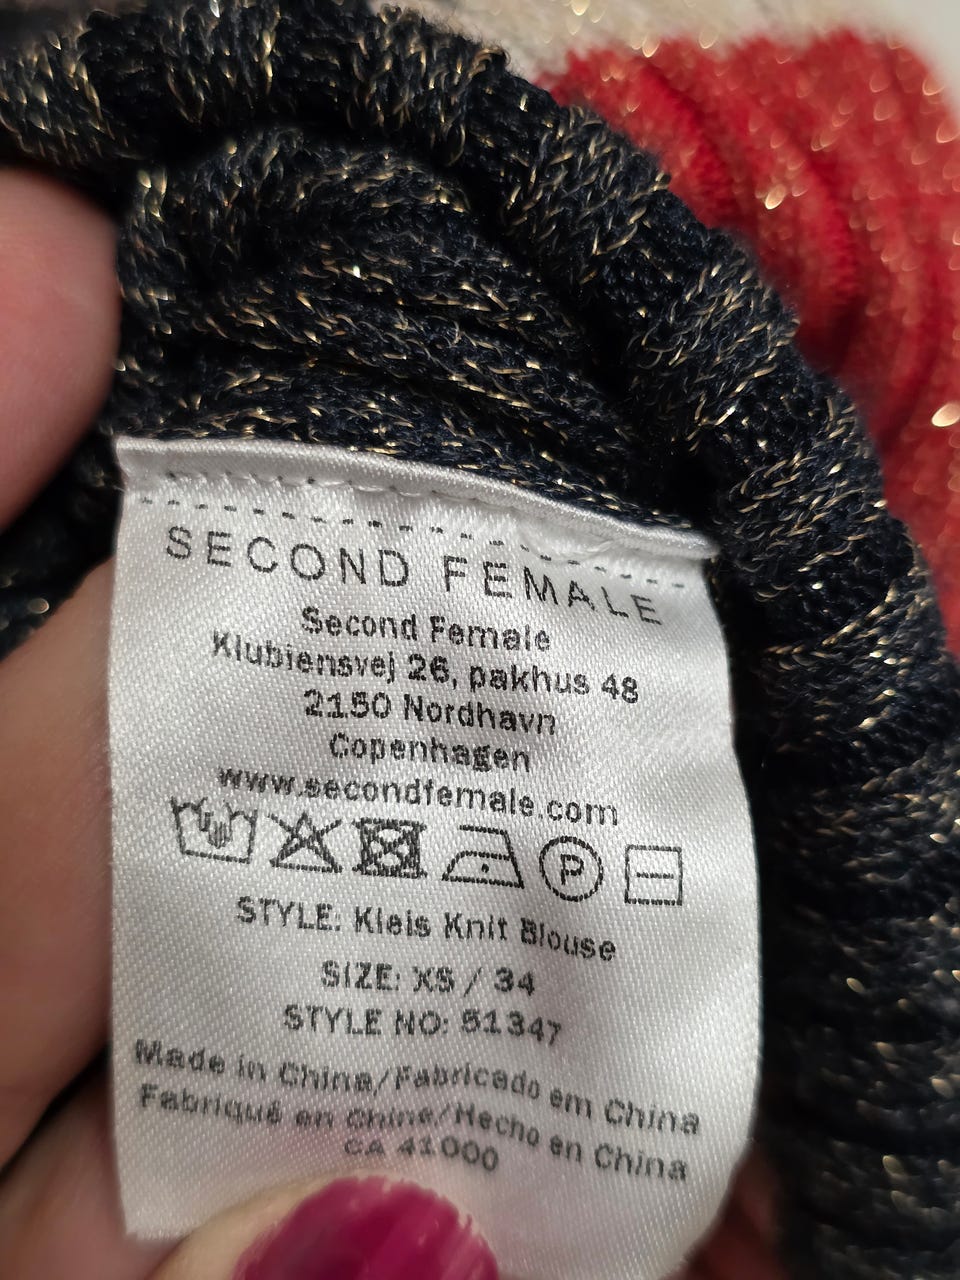 SECOND FEMALE
Second Female
Klubiensvej 26, pakhus 48
2150 Nordhavn
Copenhagen
www.secondfemale.com
P
STYLE: Kleis Knit Blouse
SIZE: XS / 34
STYLE NO: 51347
Made in China/Fabricado em China
Fabriqué en Chine/Hecho en China
CA 41000